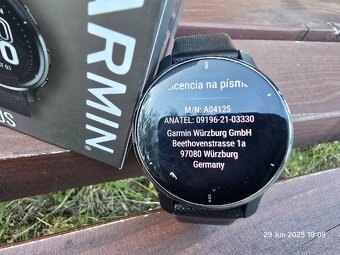 GARMIN
Licencia na písmo
M/N: A04125
ANATEL: 09196-21-03330
Garmin Würzburg GmbH
Beethovenstrasse 1a
97080 Würzburg
Germany
29 Jun 2025 19:05